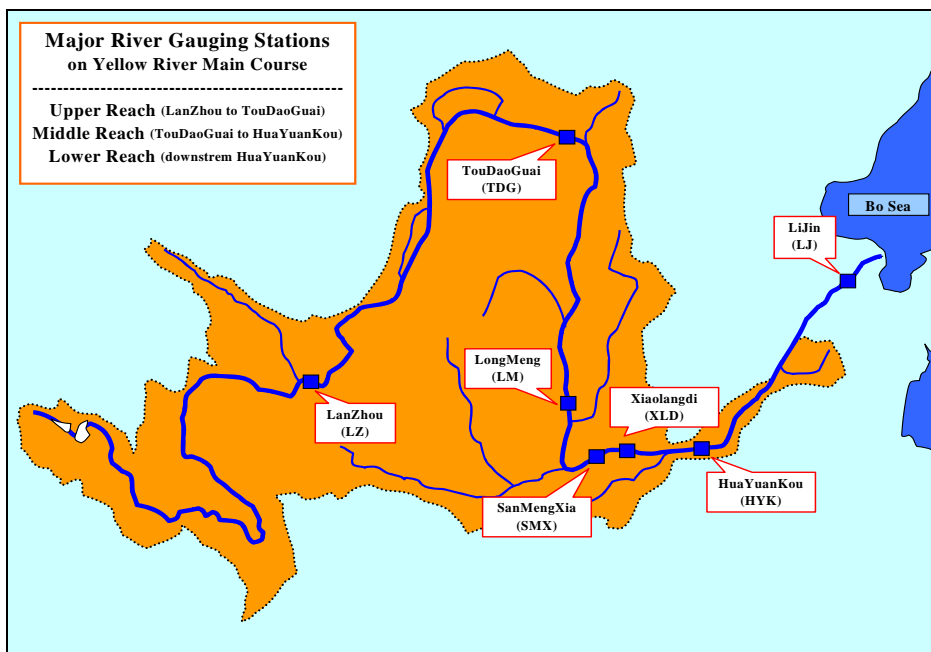 Major River Gauging Stations
on Yellow River Main Course
-----------------------------------------
Upper Reach (LanZhou to TouDaoGuai)
Middle Reach (TouDaoGuai to HuaYuanKou)
Lower Reach (downstrem HuaYuanKou)
TouDaoGuai
(TDG)
Bo Sea
LiJin
(LJ)
LongMeng
(LM)
Xiaolangdi
(XLD)
LanZhou
(LZ)
SanMengXia
(SMX)
HuaYuanKou
(HYK)